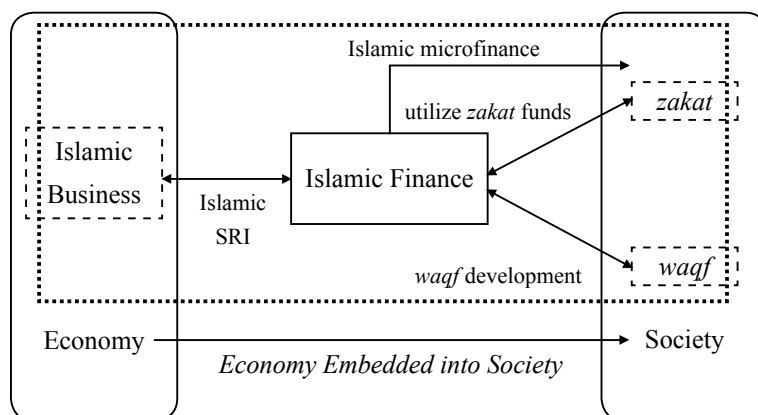 Islamic microfinance
utilize zakat funds
zakat
Islamic
Business
Islamic Finance
Islamic
SRI
waqf
waqf development
Economy
Society
Economy Embedded into Society